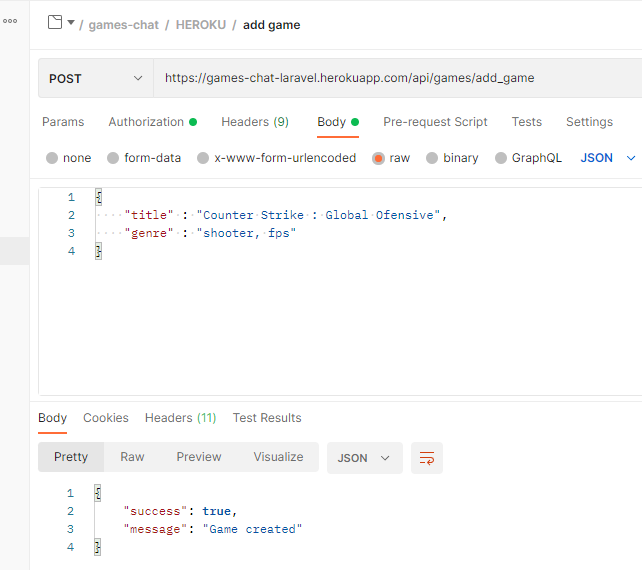 ooo
/ games-chat / HEROKU / add game
POST https://games-chat-laravel.herokuapp.com/api/games/add_game
Params Authorization Headers (9) Body Pre-request Script Tests Settings
none form-data x-www-form-urlencoded raw binary GraphQL JSON
1 {
2 "title" : "Counter Strike : Global Ofensive",
3 "genre" : "shooter, fps"
4 }
Body Cookies Headers (11) Test Results
Pretty Raw Preview Visualize JSON
1 {
2 "success": true,
3 "message": "Game created"
4 }